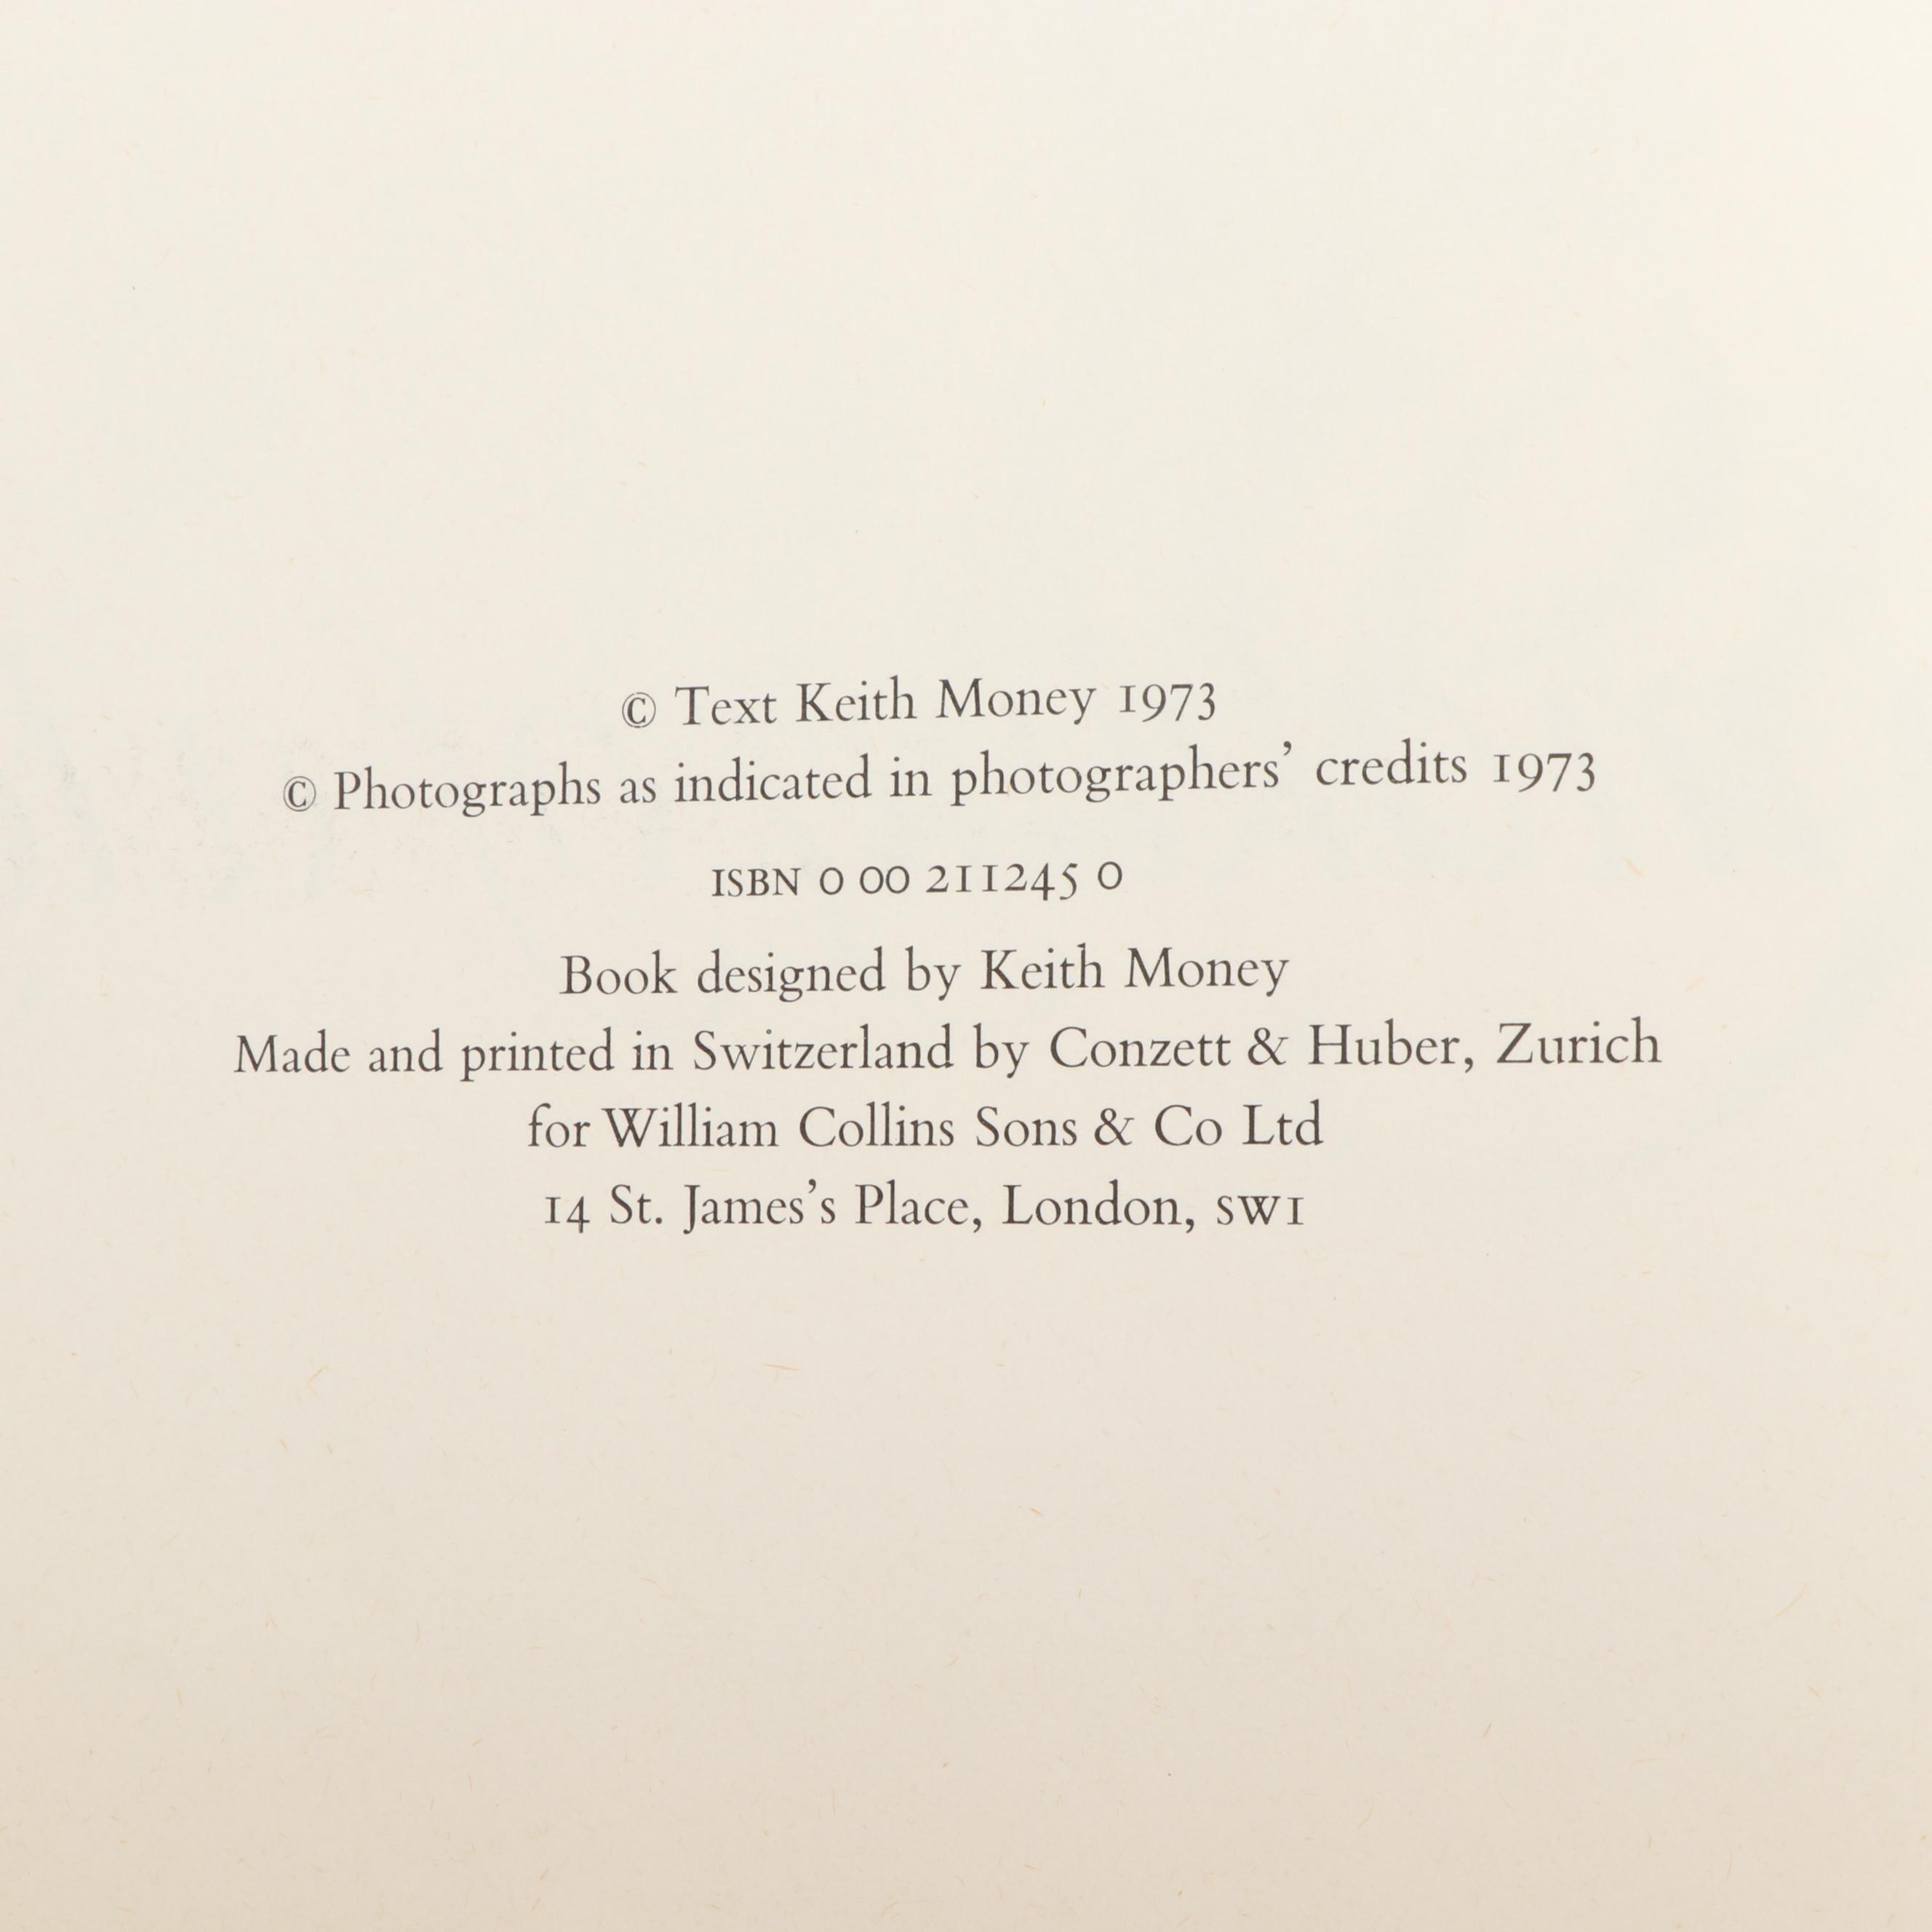 © Text Keith Money 1973
© Photographs as indicated in photographers’ credits 1973
ISBN 0 00 211245 0
Book designed by Keith Money
Made and printed in Switzerland by Conzett & Huber, Zurich
for William Collins Sons & Co Ltd
14 St. James’s Place, London, SW1